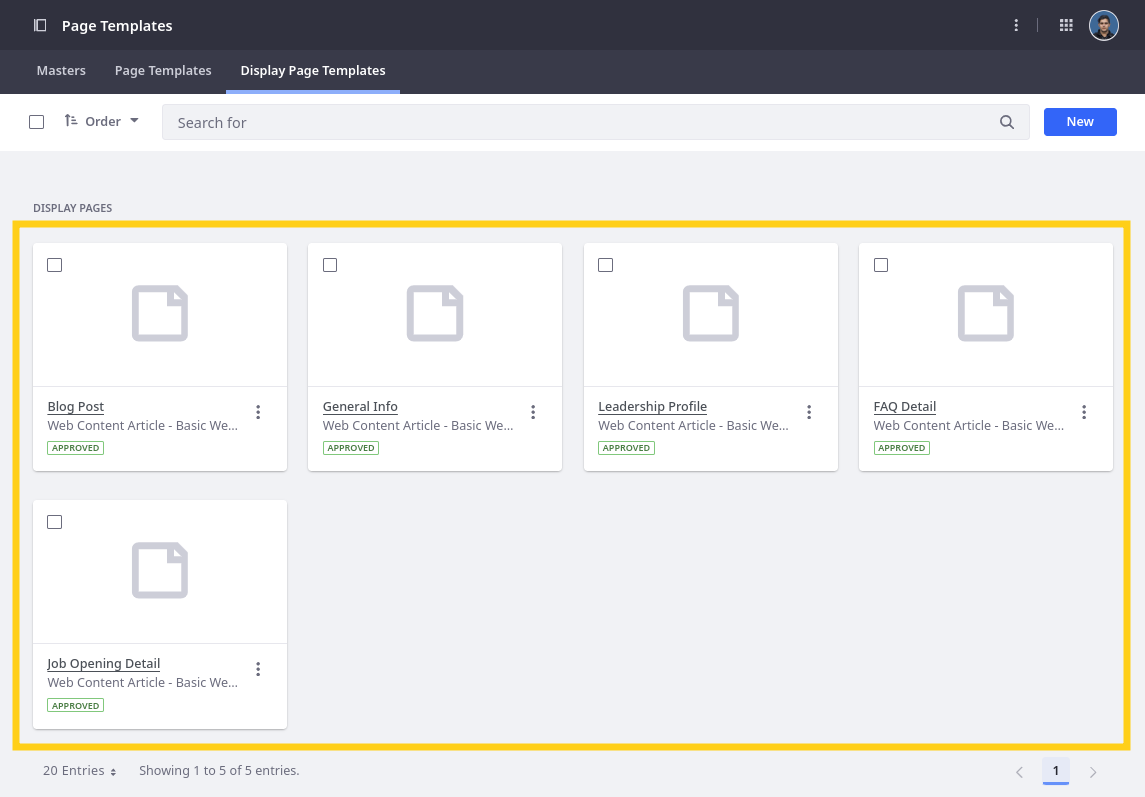 Page Templates
Masters Page Templates Display Page Templates
Order Search for New
DISPLAY PAGES
Blog Post
Web Content Article - Basic We...
APPROVED
General Info
Web Content Article - Basic We...
APPROVED
Leadership Profile
Web Content Article - Basic We...
APPROVED
FAQ Detail
Web Content Article - Basic We...
APPROVED
Job Opening Detail
Web Content Article - Basic We...
APPROVED
20 Entries Showing 1 to 5 of 5 entries. 1